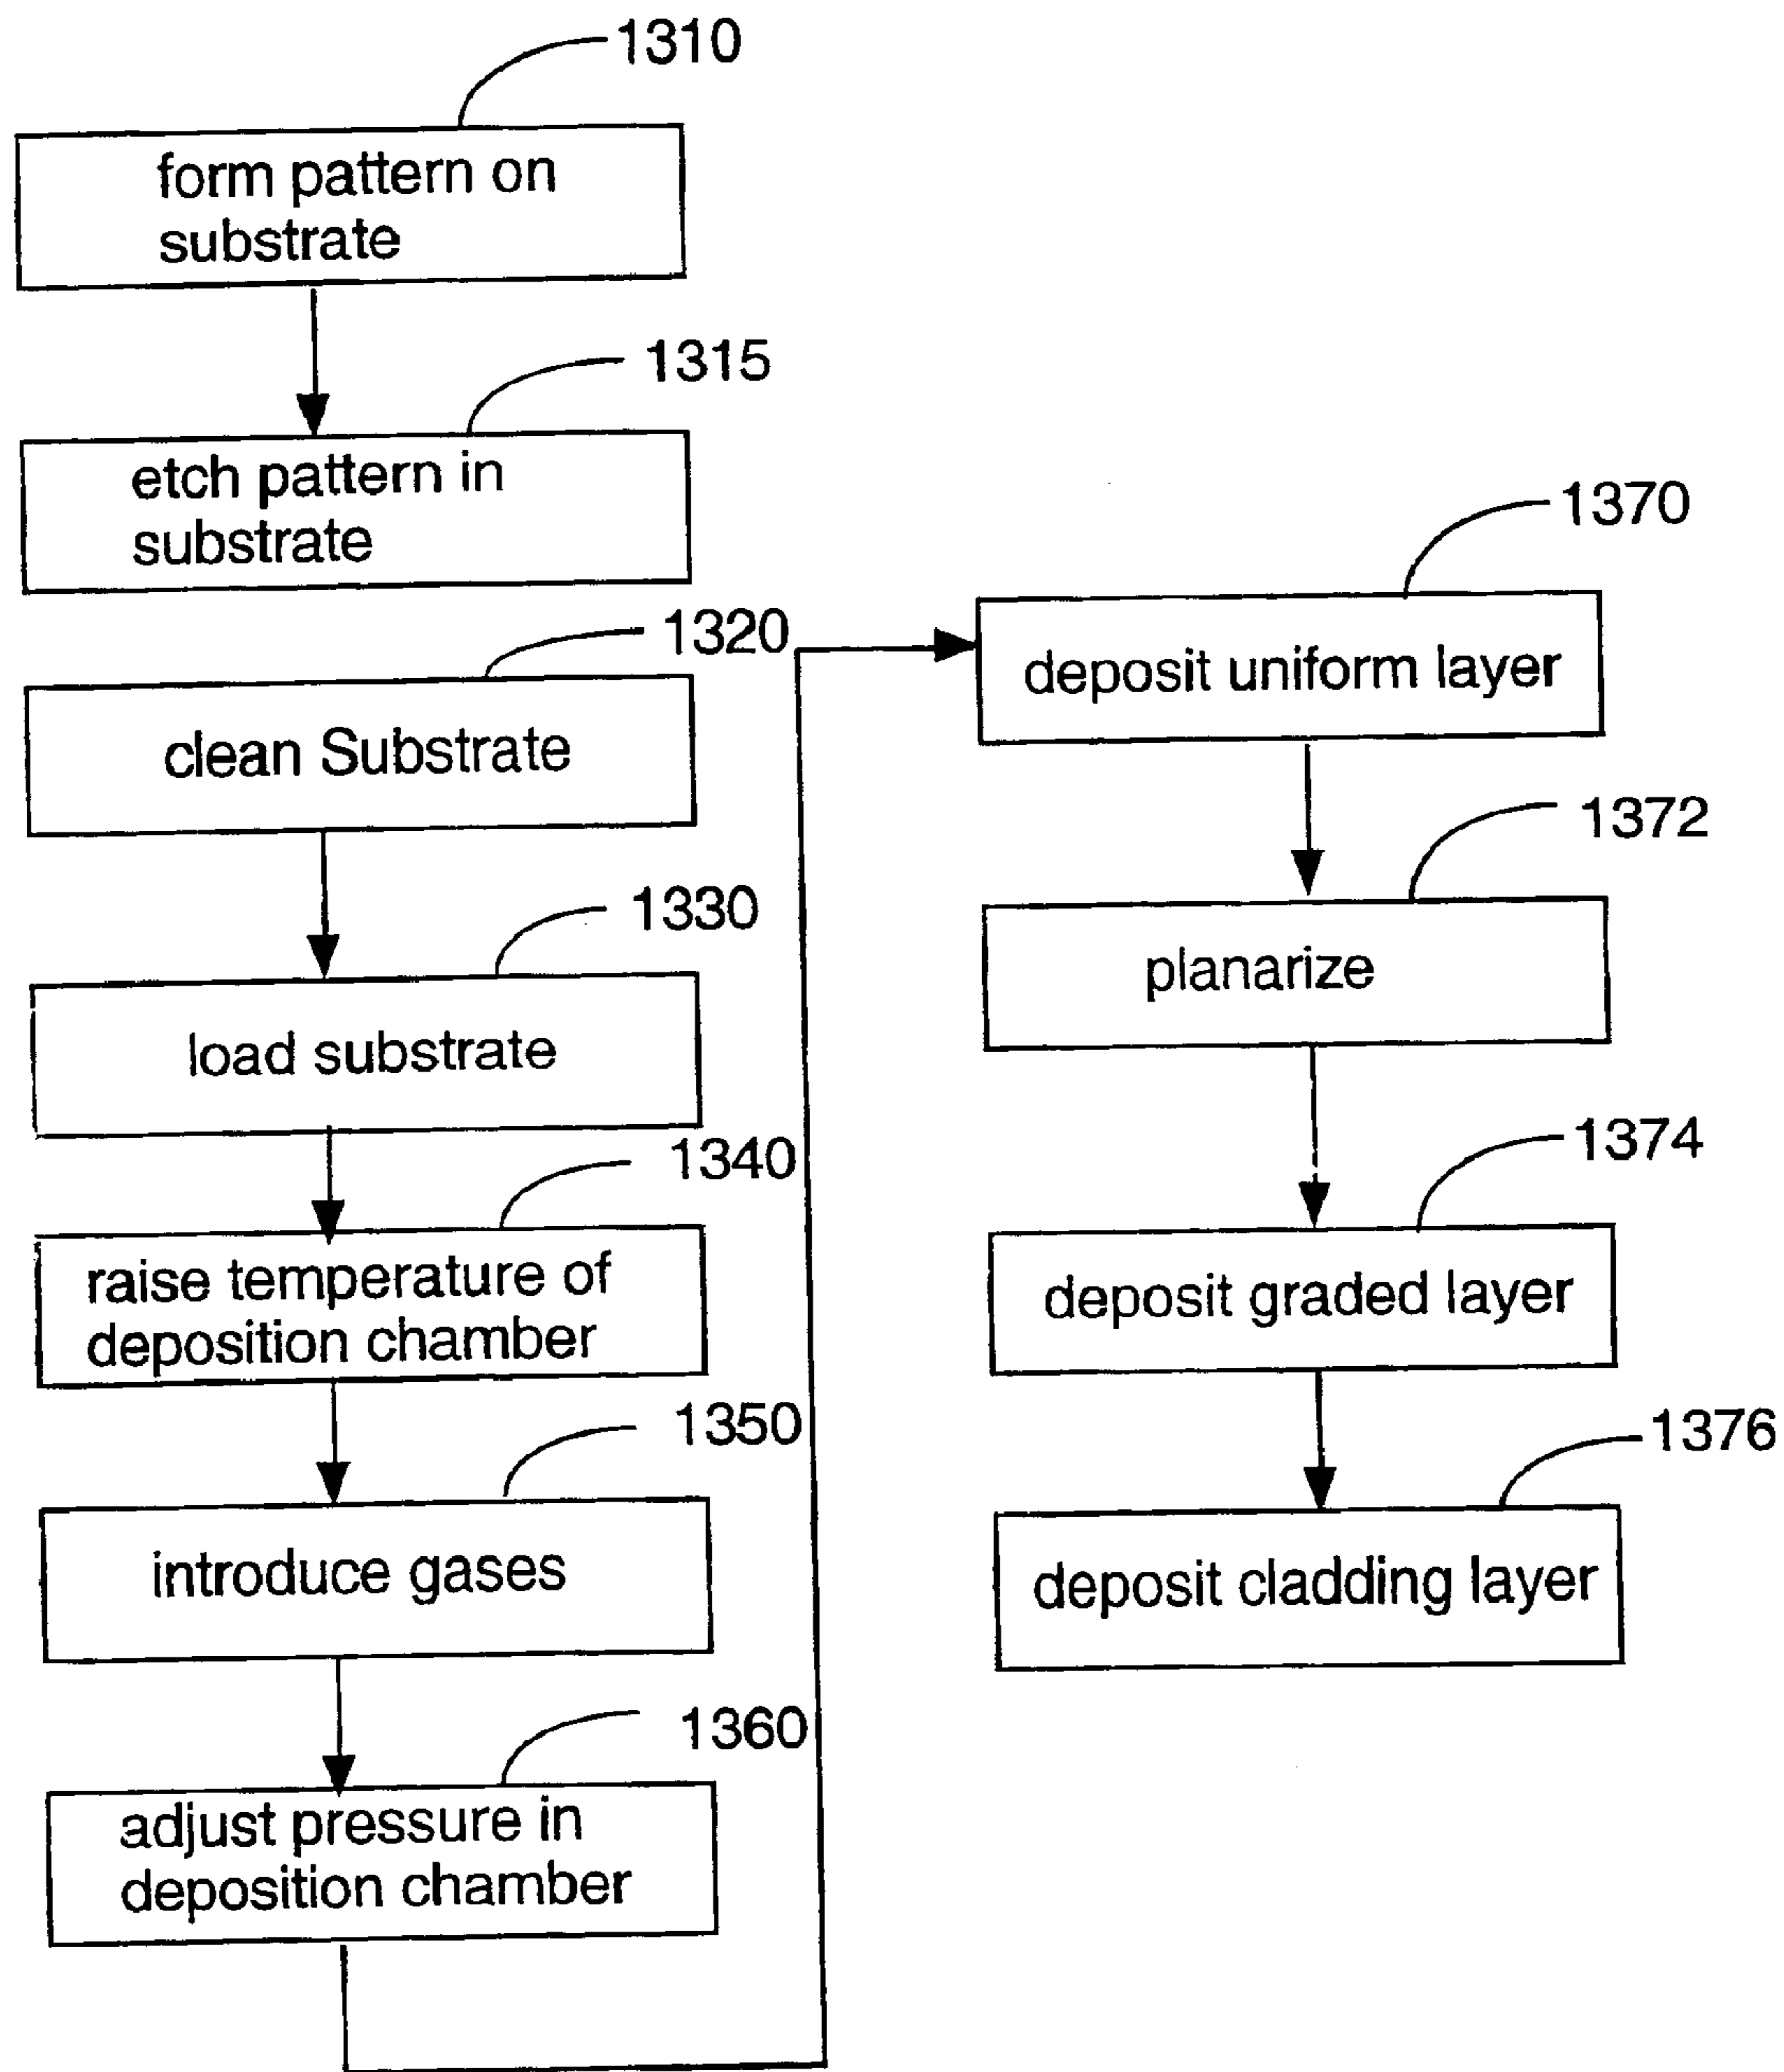 1310
form pattern on
substrate
1315
etch pattern in
substrate
1320
clean Substrate
1330
load substrate
1340
raise temperature of
deposition chamber
1350
introduce gases
1360
adjust pressure in
deposition chamber
1370
deposit uniform layer
1372
planarize
1374
deposit graded layer
1376
deposit cladding layer